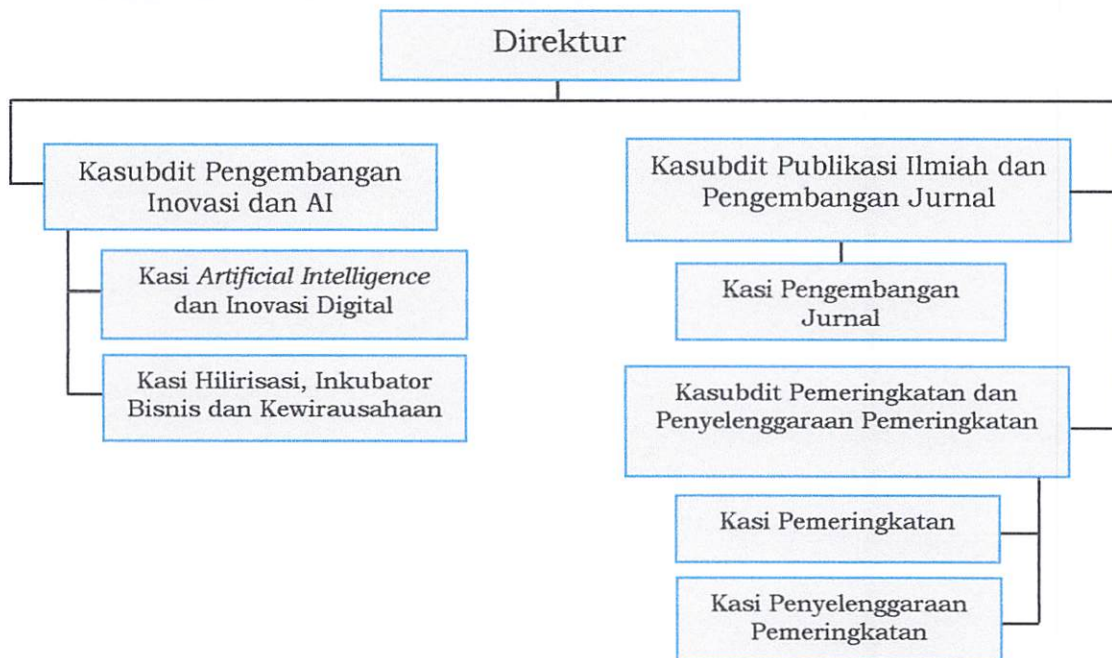 Direktur
Kasubdit Pengembangan
Inovasi dan AI
Kasi Artificial Intelligence
dan Inovasi Digital
Kasi Hilirisasi, Inkubator
Bisnis dan Kewirausahaan
Kasubdit Publikasi Ilmiah dan
Pengembangan Jurnal
Kasi Pengembangan
Jurnal
Kasubdit Pemeringkatan dan
Penyelenggaraan Pemeringkatan
Kasi Pemeringkatan
Kasi Penyelenggaraan
Pemeringkatan